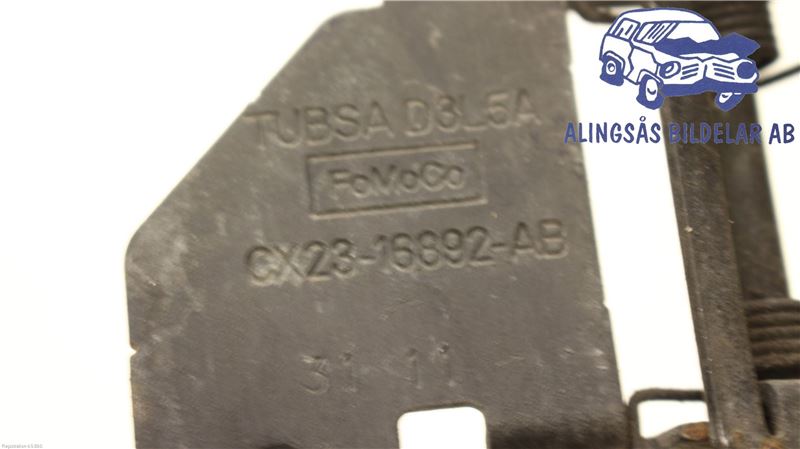 TUBSA D3L5A
FoMoCo
CX23-16892-AB
31 11
ALINGSÅS BILDELAR AB